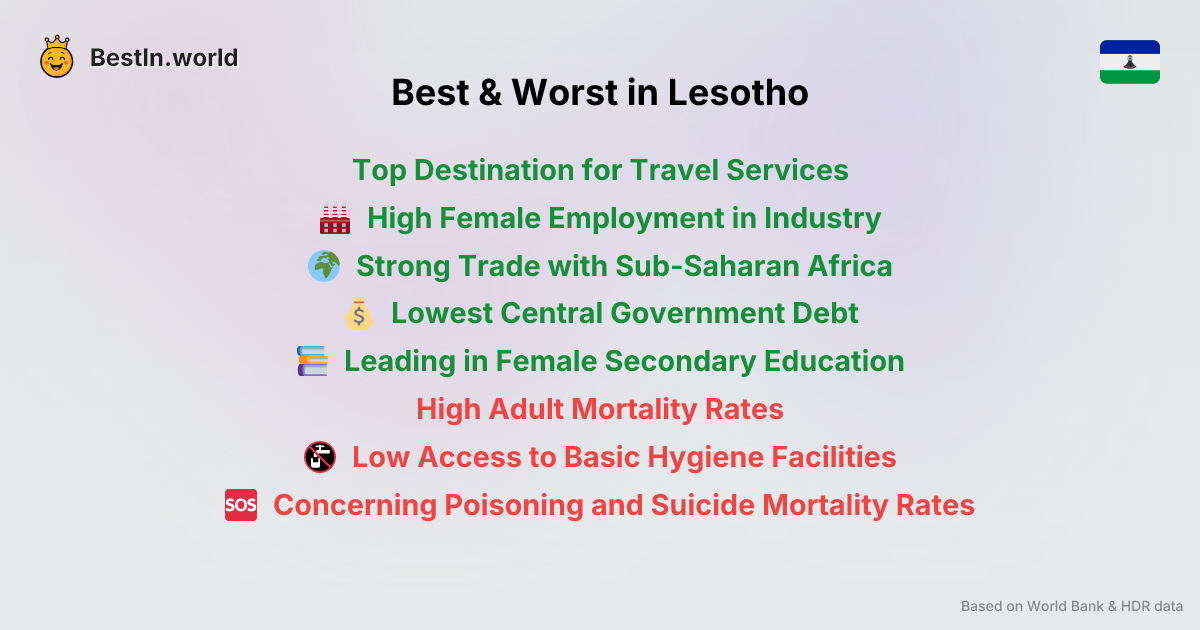 BestIn.world
Best & Worst in Lesotho
Top Destination for Travel Services
High Female Employment in Industry
Strong Trade with Sub-Saharan Africa
$ Lowest Central Government Debt
Leading in Female Secondary Education
High Adult Mortality Rates
Low Access to Basic Hygiene Facilities
SOS Concerning Poisoning and Suicide Mortality Rates
Based on World Bank & HDR data